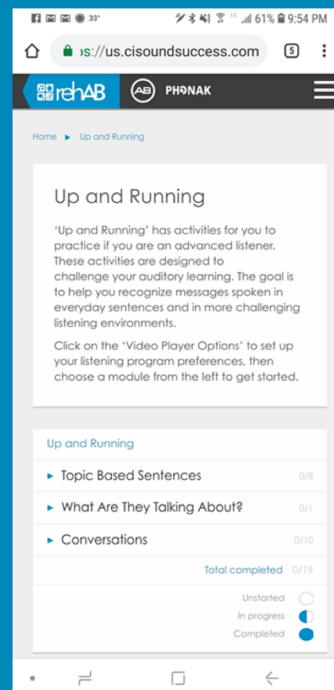 33°
61% 9:54 PM
os://us.cisoundsuccess.com
5
rehAB AB PHONAK
Home Up and Running
Up and Running
'Up and Running' has activities for you to
practice if you are an advanced listener.
These activities are designed to
challenge your auditory learning. The goal is
to help you recognize messages spoken in
everyday sentences and in more challenging
listening environments.
Click on the 'Video Player Options' to set up
your listening program preferences, then
choose a module from the left to get started.
Up and Running
Topic Based Sentences 0/8
What Are They Talking About? 0/1
Conversations 0/10
Total completed 0/19
Unstarted
In progress
Completed